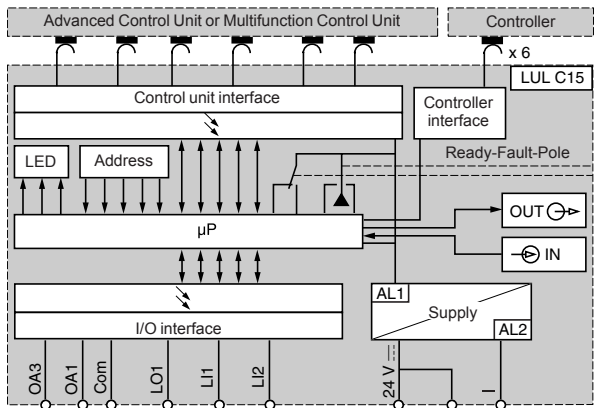 Advanced Control Unit or Multifunction Control Unit
Controller
x 6
LUL C15
Control unit interface
Controller
interface
Ready-Fault-Pole
LED
Address
OUT
µP
IN
AL1
Supply
AL2
I/O interface
OA3
OA1
Com
LO1
LI1
LI2
24 V
I